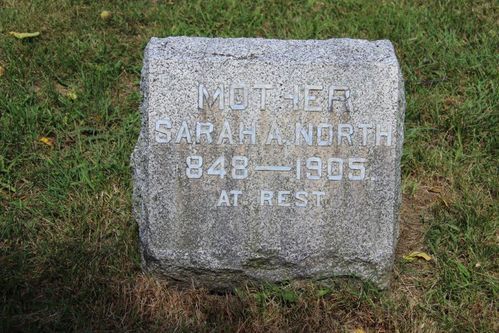 MOTHER
SARAH A. NORTH
848—1905.
AT REST